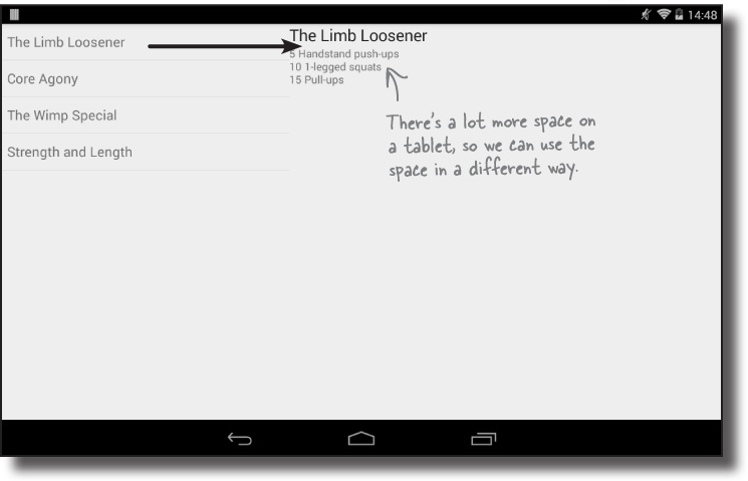 14:48
The Limb Loosener
Core Agony
The Wimp Special
Strength and Length
The Limb Loosener
5 Handstand push-ups
10 1-legged squats
15 Pull-ups
There's a lot more space on
a tablet, so we can use the
space in a different way.